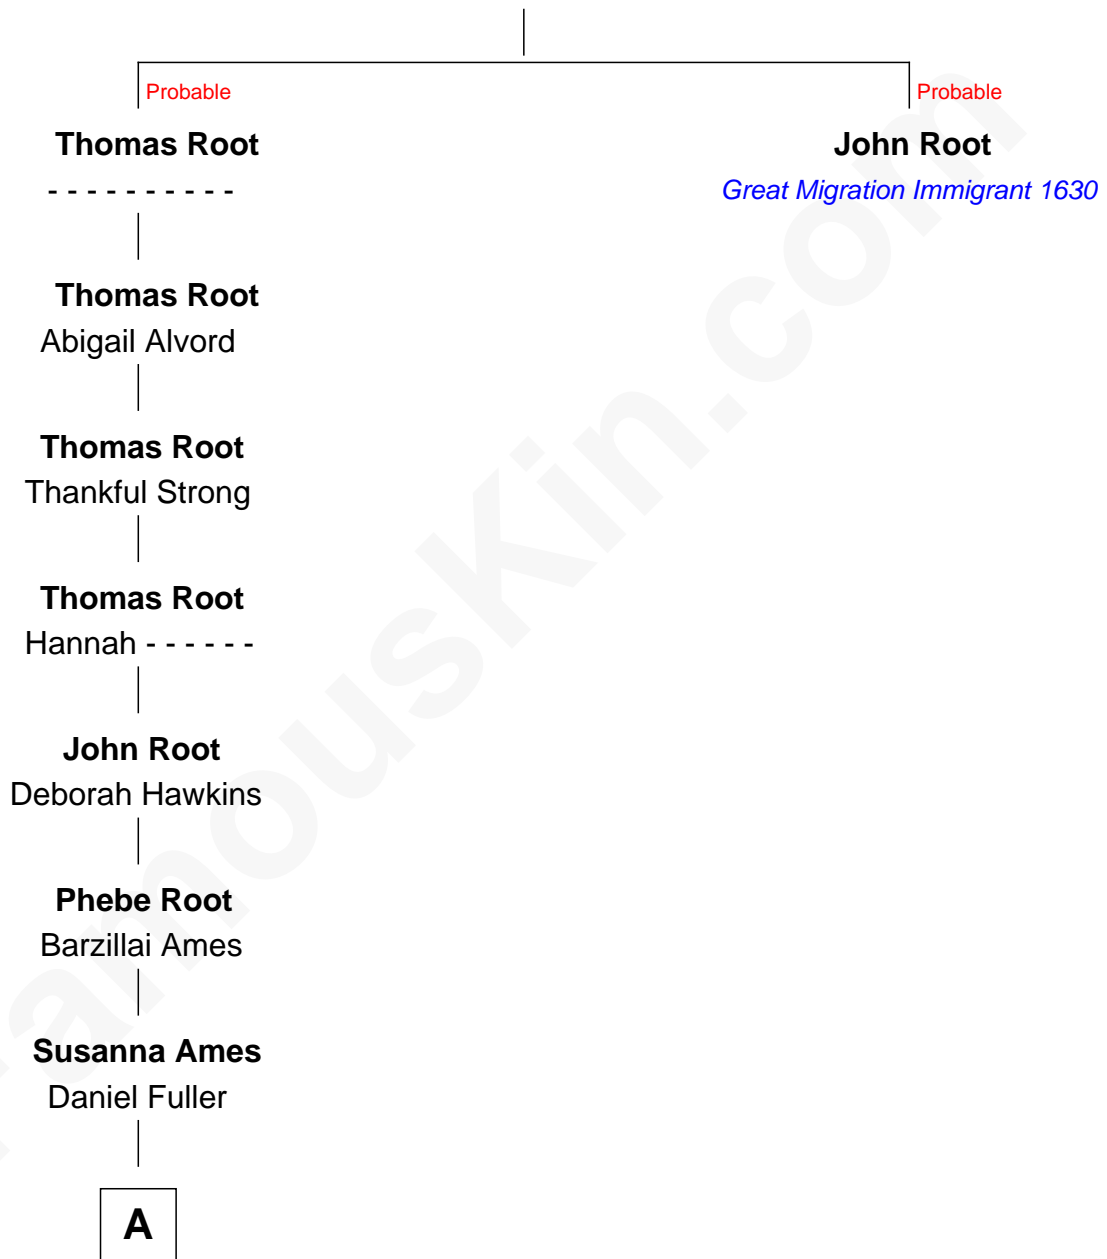 Probable
Probable
Thomas Root
John Root
- - - - - - - - - -
Great Migration Immigrant 1630
Thomas Root
Abigail Alvord
Thomas Root
Thankful Strong
Thomas Root
Hannah - - - - - -
John Root
Deborah Hawkins
Phebe Root
Barzillai Ames
Susanna Ames
Daniel Fuller
A
FamousKin.com